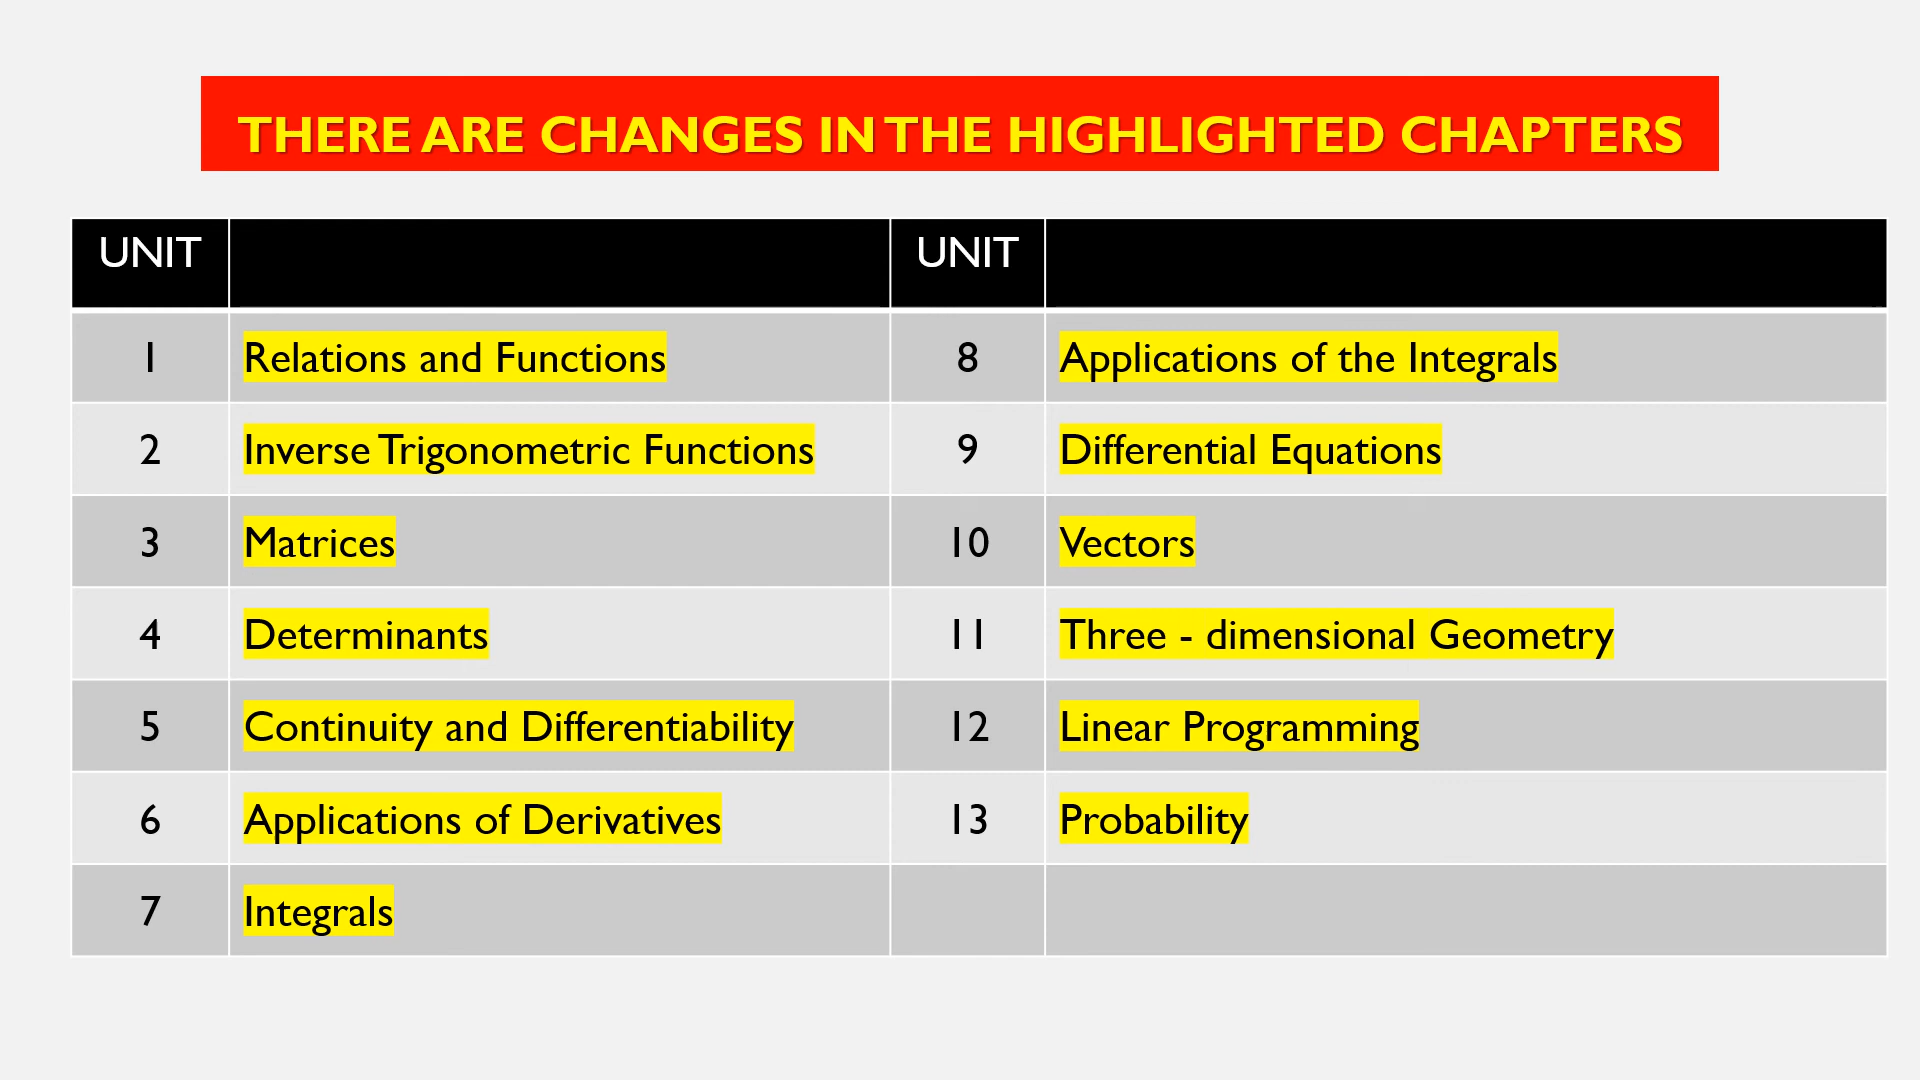 THERE ARE CHANGES IN THE HIGHLIGHTED CHAPTERS
UNIT UNIT
1 Relations and Functions 8 Applications of the Integrals
2 Inverse Trigonometric Functions 9 Differential Equations
3 Matrices 10 Vectors
4 Determinants 11 Three - dimensional Geometry
5 Continuity and Differentiability 12 Linear Programming
6 Applications of Derivatives 13 Probability
7 Integrals